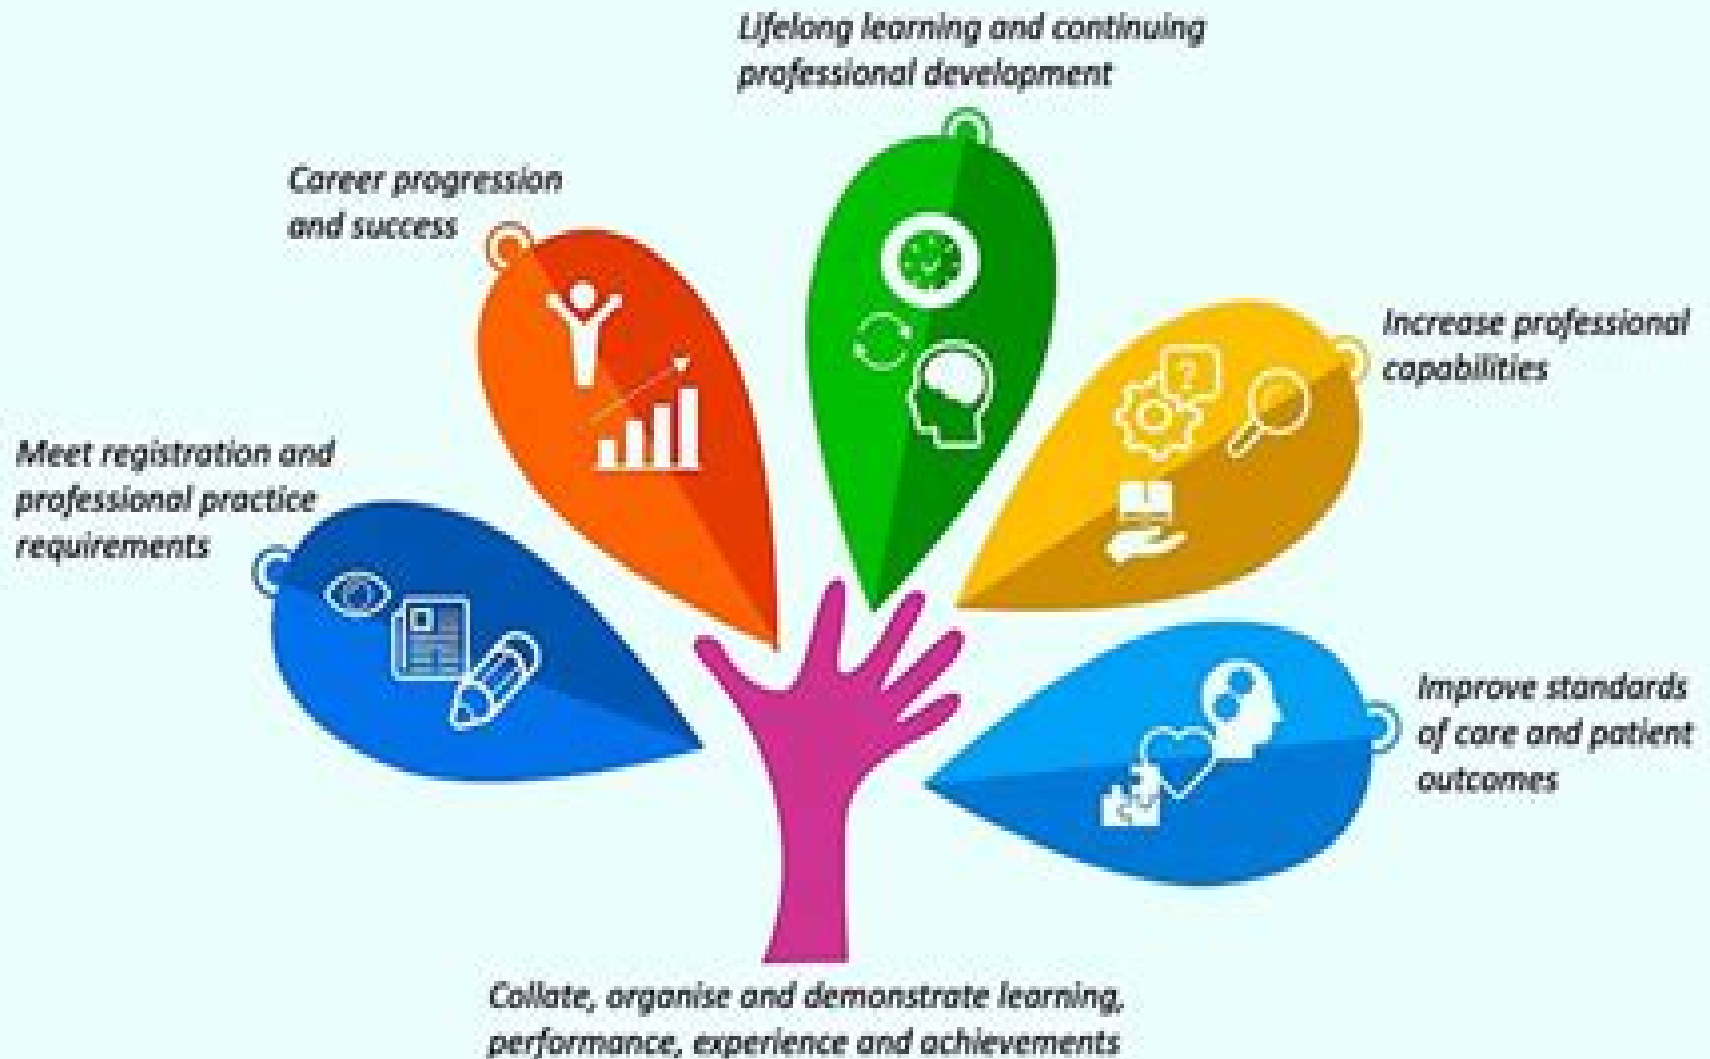 Lifelong learning and continuing
professional development
Career progression
and success
Increase professional
capabilities
Meet registration and
professional practice
requirements
?
Improve standards
of care and patient
outcomes
Collate, organise and demonstrate learning,
performance, experience and achievements